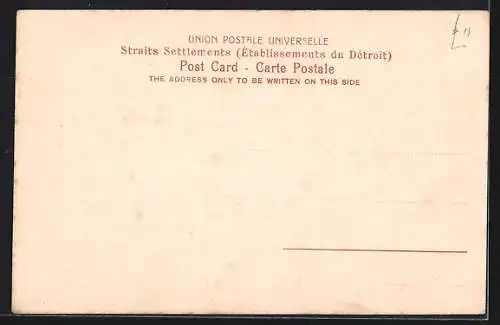 UNION POSTALE UNIVERSELLE
Straits Settlements (Établissements du Détroit)
Post Card - Carte Postale
THE ADDRESS ONLY TO BE WRITTEN ON THIS SIDE